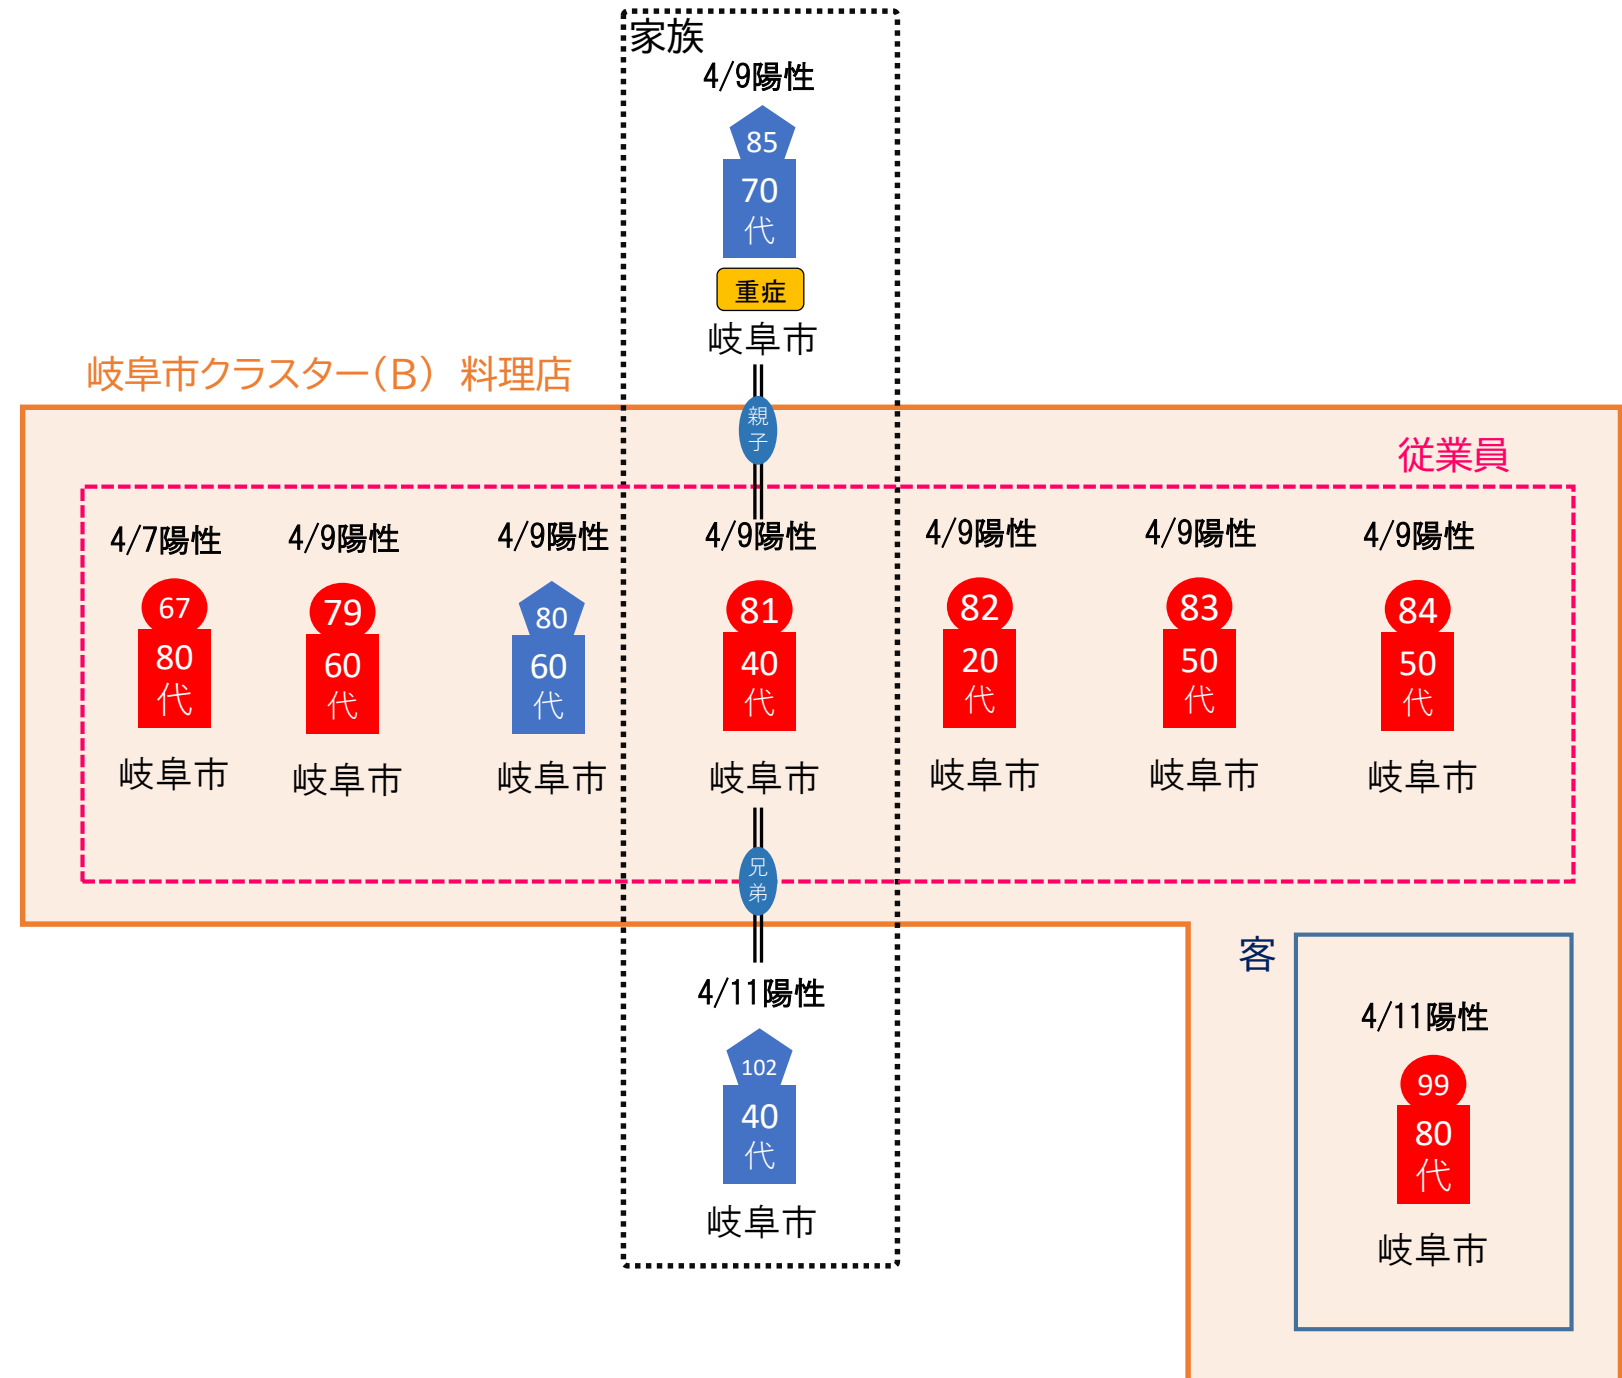 家族
4/9陽性
85
70
代
重症
岐阜市
岐阜市クラスター(B) 料理店
親
子
従業員
4/7陽性
67
80
代
岐阜市
4/9陽性
79
60
代
岐阜市
4/9陽性
80
60
代
岐阜市
4/9陽性
81
40
代
岐阜市
4/9陽性
82
20
代
岐阜市
4/9陽性
83
50
代
岐阜市
4/9陽性
84
50
代
岐阜市
兄
弟
4/11陽性
102
40
代
岐阜市
客
4/11陽性
99
80
代
岐阜市